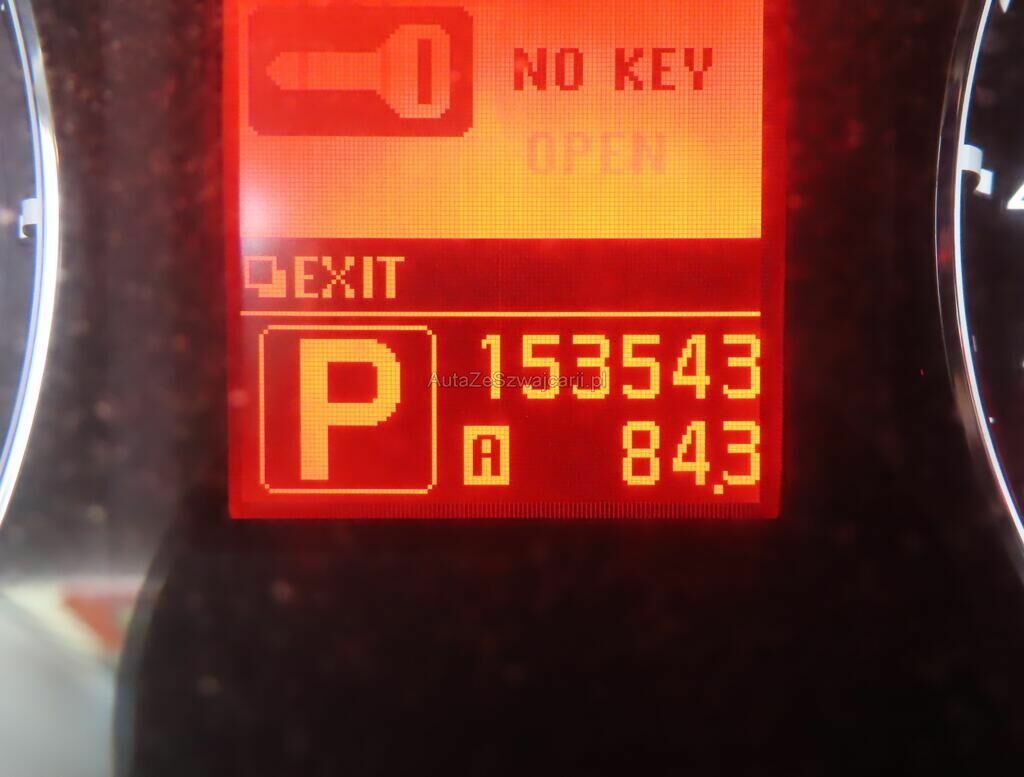 NO KEY
OPEN
EXIT
P
153543
A 84.3
AutaZeSzwajcarii.pl